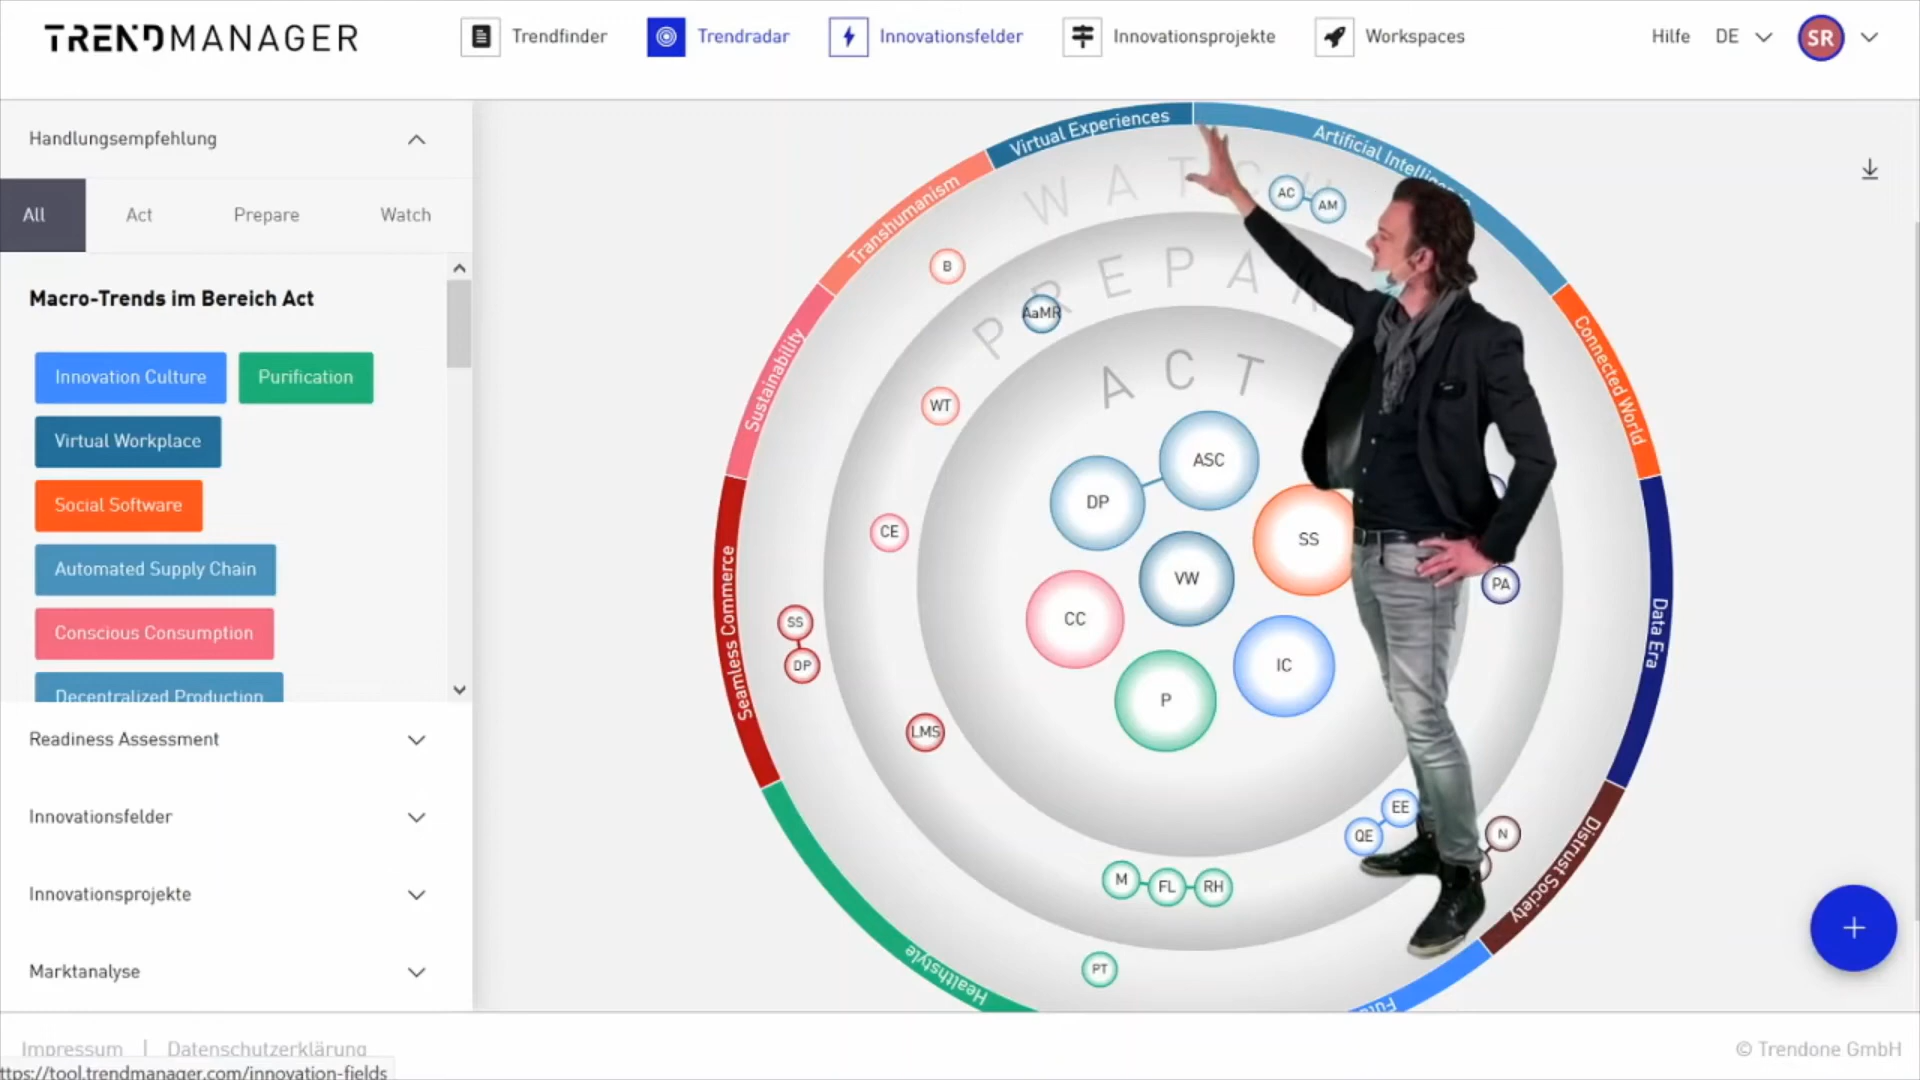 TRENDMANAGER
Trendfinder
Trendradar
Innovationsfelder
Innovationsprojekte
Workspaces
Hilfe
DE
SR
Handlungsempfehlung
All
Act
Prepare
Watch
Macro-Trends im Bereich Act
Innovation Culture
Purification
Virtual Workplace
Social Software
Automated Supply Chain
Conscious Consumption
Decentralized Production
Readiness Assessment
Innovationsfelder
Innovationsprojekte
Marktanalyse
Virtual Experiences
Artificial
Transhumanism
Sustainability
Connected World
Seamless Commerce
Data Era
Distrust Society
Healthstyle
WATCH
AC
AM
B
PREPA
AaMR
ACT
WT
ASC
DP
SS
CE
VW
PA
CC
SS
DP
IC
P
LMS
EE
QE
N
M
FL
RH
PT
Impressum | Datenschutzerklärung
© Trendone GmbH
ttps://tool.trendmanager.com/innovation-fields